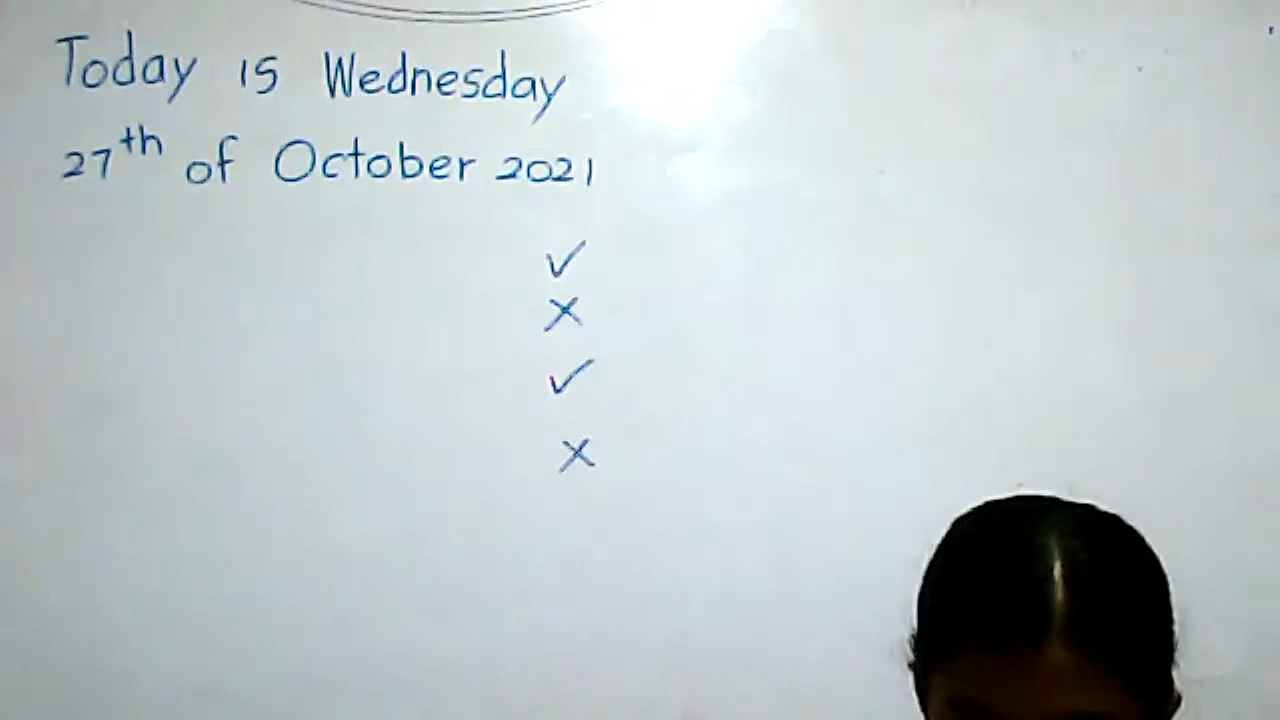 Today is Wednesday
27th of October 2021
✓
✗
✓
✗